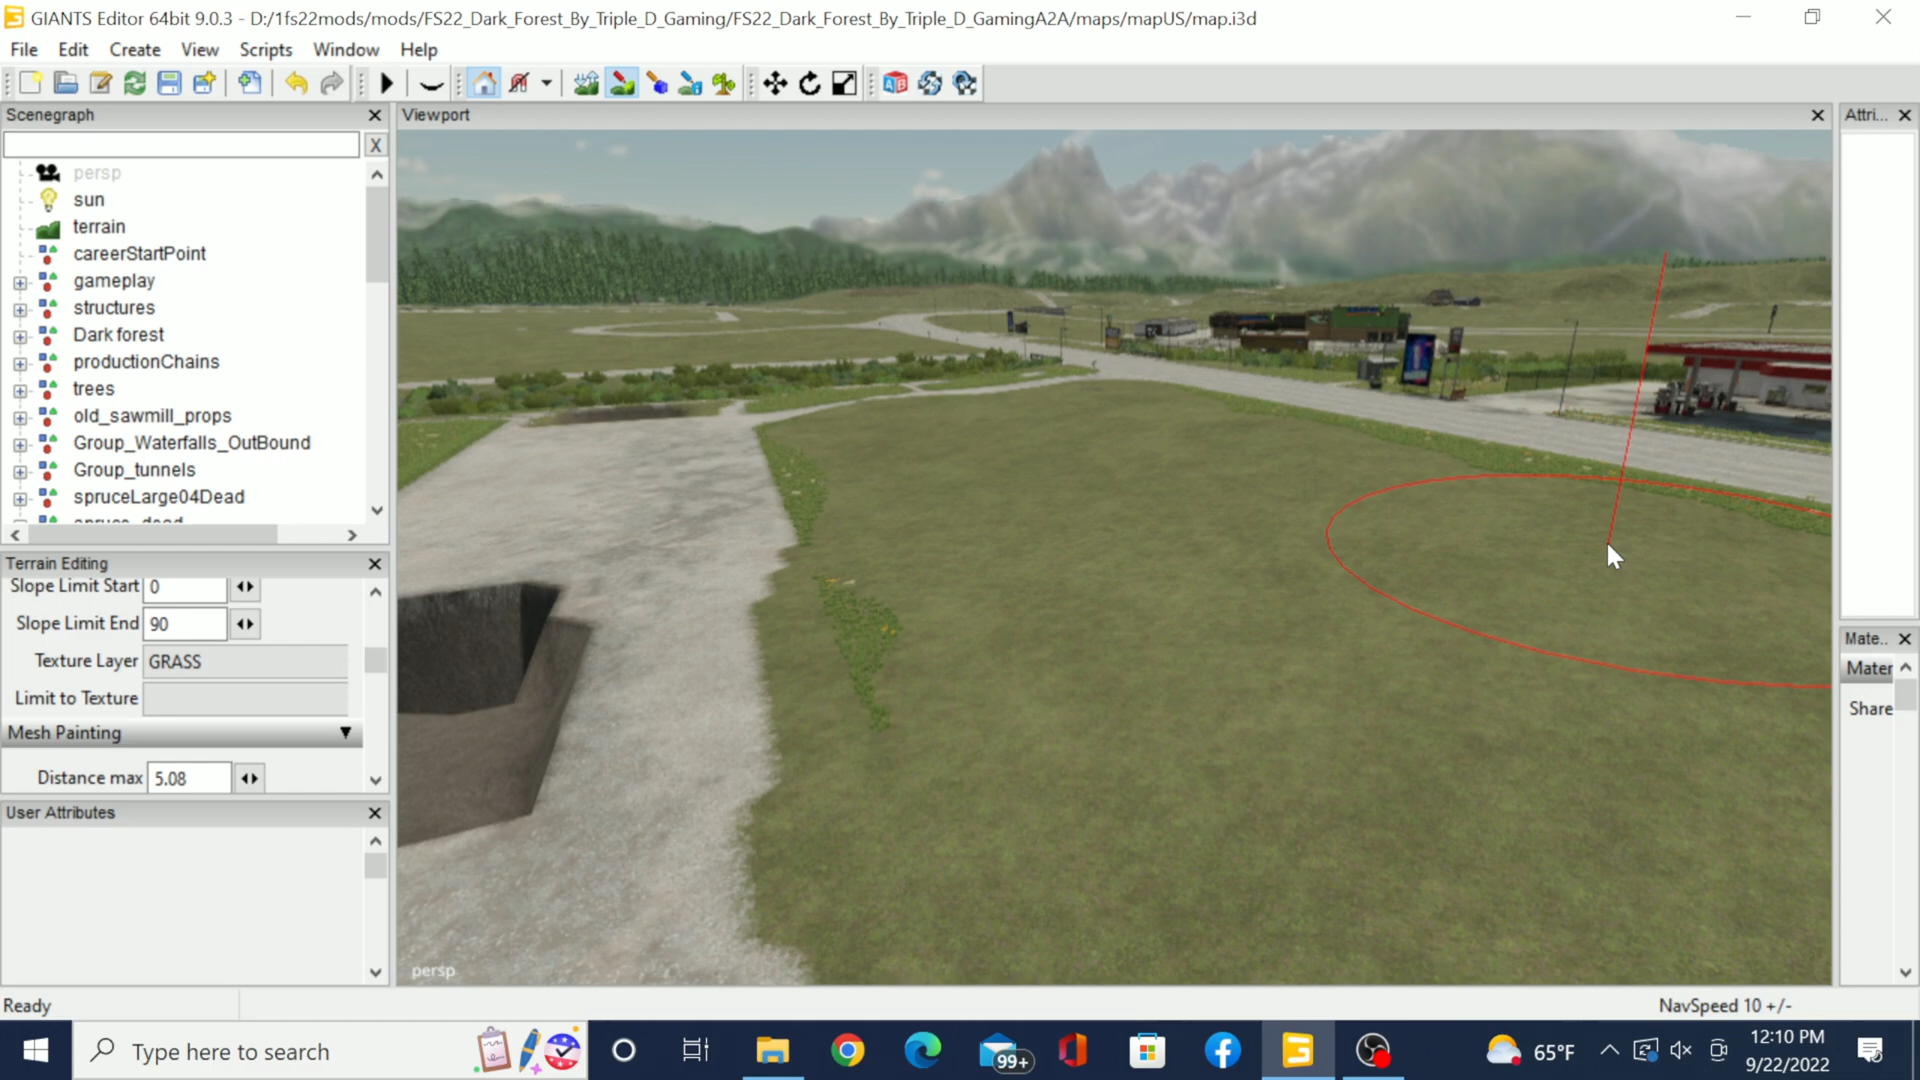 GIANTS Editor 64bit 9.0.3 - D:/1fs22mods/mods/FS22_Dark_Forest_By_Triple_D_Gaming/FS22_Dark_Forest_By_Triple_D_GamingA2A/maps/mapUS/map.i3d
File Edit Create View Scripts Window Help
Scenegraph
X
persp
sun
terrain
careerStartPoint
gameplay
structures
Dark forest
productionChains
trees
old_sawmill_props
Group_Waterfalls_OutBound
Group_tunnels
spruceLarge04Dead
Terrain Editing
Slope Limit Start 0
Slope Limit End 90
Texture Layer GRASS
Limit to Texture
Mesh Painting
Distance max 5.08
User Attributes
Viewport
persp
Attri...
Mate..
Mater
Share
Ready
NavSpeed 10 +/-
Type here to search
99+
65°F
12:10 PM
9/22/2022